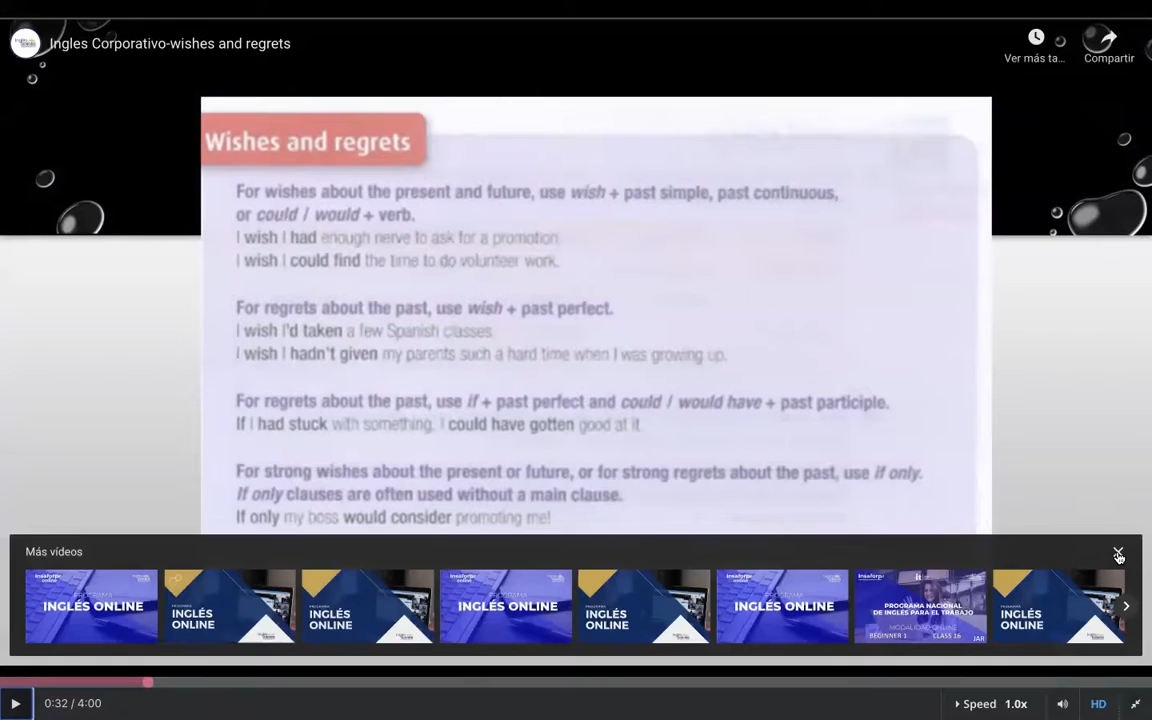 Ingles Corporativo-wishes and regrets
Ver más ta...
Compartir
Wishes and regrets
For wishes about the present and future, use wish + past simple, past continuous,
or could / would + verb.
I wish I had enough nerve to ask for a promotion.
I wish I could find the time to do volunteer work.
For regrets about the past, use wish + past perfect.
I wish I'd taken a few Spanish classes.
I wish I hadn't given my parents such a hard time when I was growing up.
For regrets about the past, use if + past perfect and could / would have + past participle.
If I had stuck with something, I could have gotten good at it.
For strong wishes about the present or future, or for strong regrets about the past, use if only.
If only clauses are often used without a main clause.
If only my boss would consider promoting me!
Más vídeos
PROGRAMA
INGLÉS ONLINE
INGLÉS
ONLINE
INGLÉS
ONLINE
PROGRAMA
INGLÉS ONLINE
INGLÉS
ONLINE
PROGRAMA
INGLÉS ONLINE
PROGRAMA NACIONAL
DE INGLÉS PARA EL TRABAJO
MODALIDAD ONLINE
BEGINNER 1 CLASS 16
JAR
INGLÉS
ONLINE
0:32 / 4:00
Speed 1.0x
HD